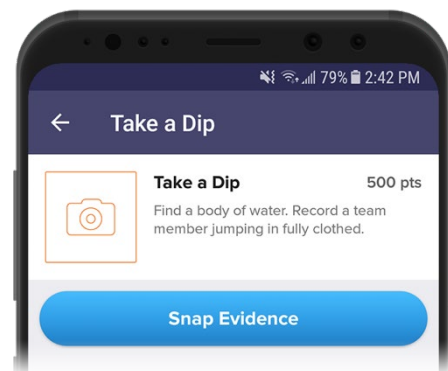 79% 2:42 PM
Take a Dip
Take a Dip 500 pts
Find a body of water. Record a team
member jumping in fully clothed.
Snap Evidence